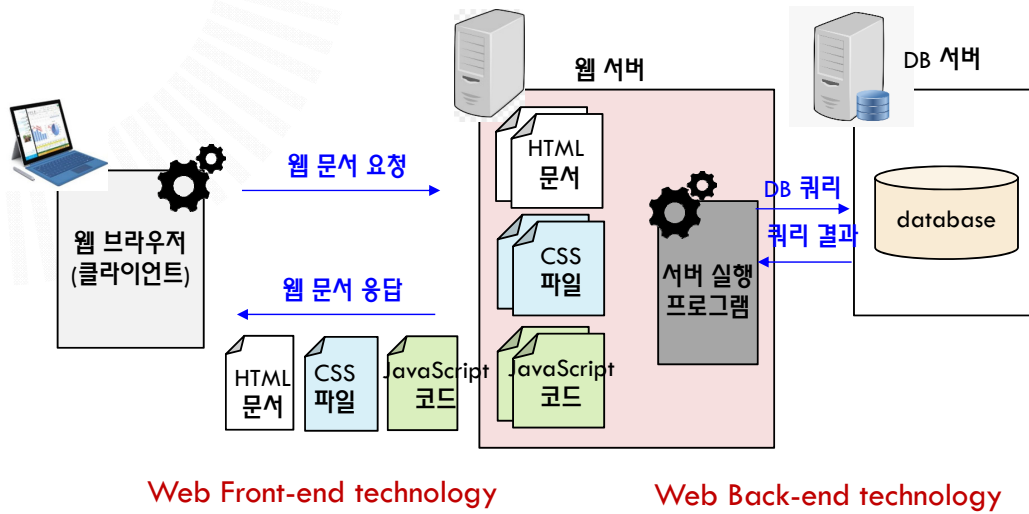 웹 서버
DB 서버
HTML
문서
웹 문서 요청
DB 쿼리
database
웹 브라우저
(클라이언트)
쿼리 결과
CSS
파일
서버 실행
프로그램
웹 문서 응답
HTML
문서
CSS
파일
JavaScript
코드
JavaScript
코드
Web Front-end technology
Web Back-end technology